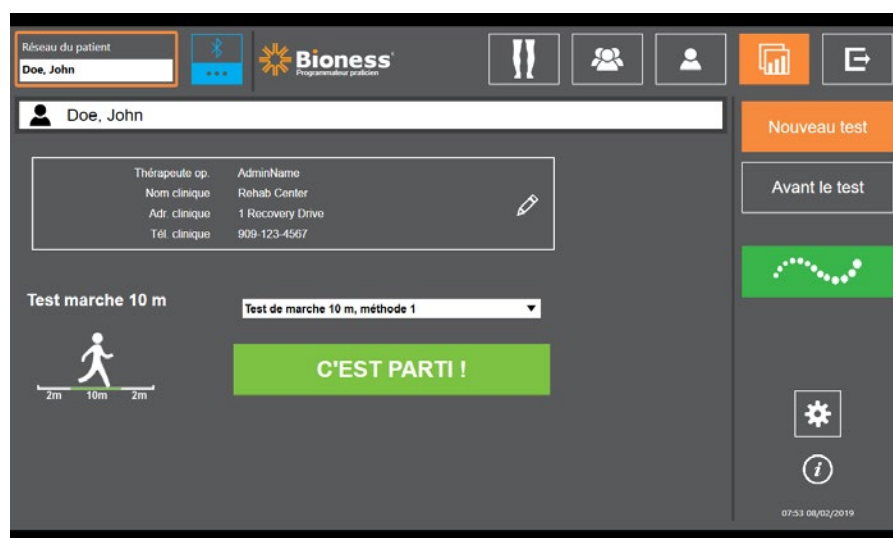 Réseau du patient
Doe, John
Bioness
Programmateur praticien
Doe, John
Nouveau test
Avant le test
Thérapeute op. AdminName
Nom clinique Rehab Center
Adr. clinique 1 Recovery Drive
Tél. clinique 909-123-4567
Test marche 10 m
Test de marche 10 m, méthode 1
C'EST PARTI !
2m 10m 2m
i
07:53 08/02/2019